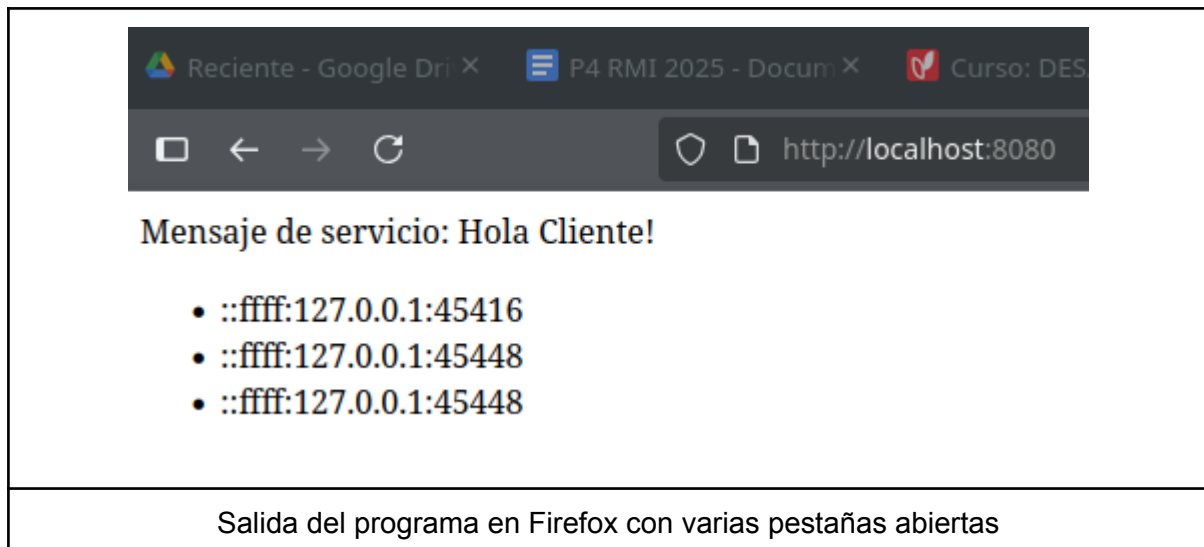 Reciente - Google Dri
P4 RMI 2025 - Docum
Curso: DES
http://localhost:8080
Mensaje de servicio: Hola Cliente!
• ::ffff:127.0.0.1:45416
• ::ffff:127.0.0.1:45448
• ::ffff:127.0.0.1:45448
Salida del programa en Firefox con varias pestañas abiertas